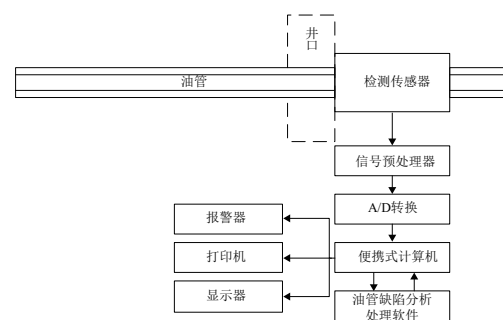 井
口
油管
检测传感器
信号预处理器
A/D转换
报警器
打印机
便携式计算机
显示器
油管缺陷分析
处理软件